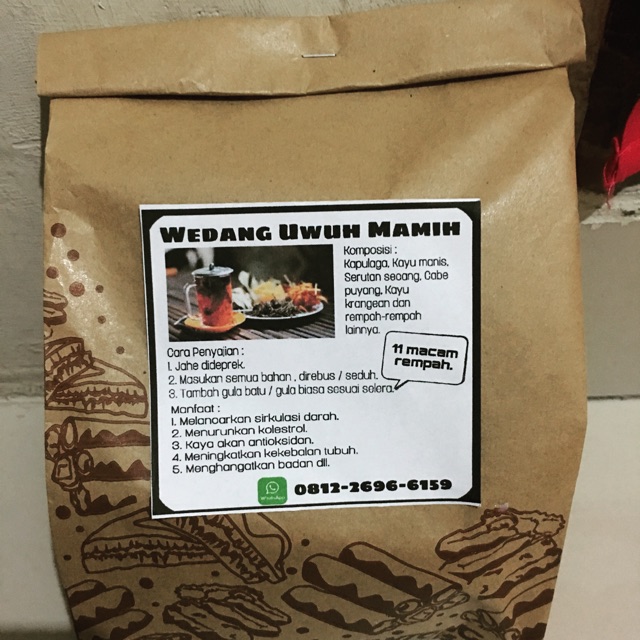 Wedang Uwuh Mamih
Komposisi :
Kapulaga, Kayu manis,
Serutan secang, Cabe
puyang, Kayu
krangean dan
rempah-rempah
lainnya.
11 macam
rempah.
Cara Penyajian :
1. Jahe dideprek.
2. Masukan semua bahan , direbus / seduh.
3. Tambah gula batu / gula biasa sesuai selera.
Manfaat :
1. Melancarkan sirkulasi darah.
2. Menurunkan kolestrol.
3. Kaya akan antioksidan.
4. Meningkatkan kekebalan tubuh.
5. Menghangatkan badan dll.
WhatsApp
0812-2696-6159